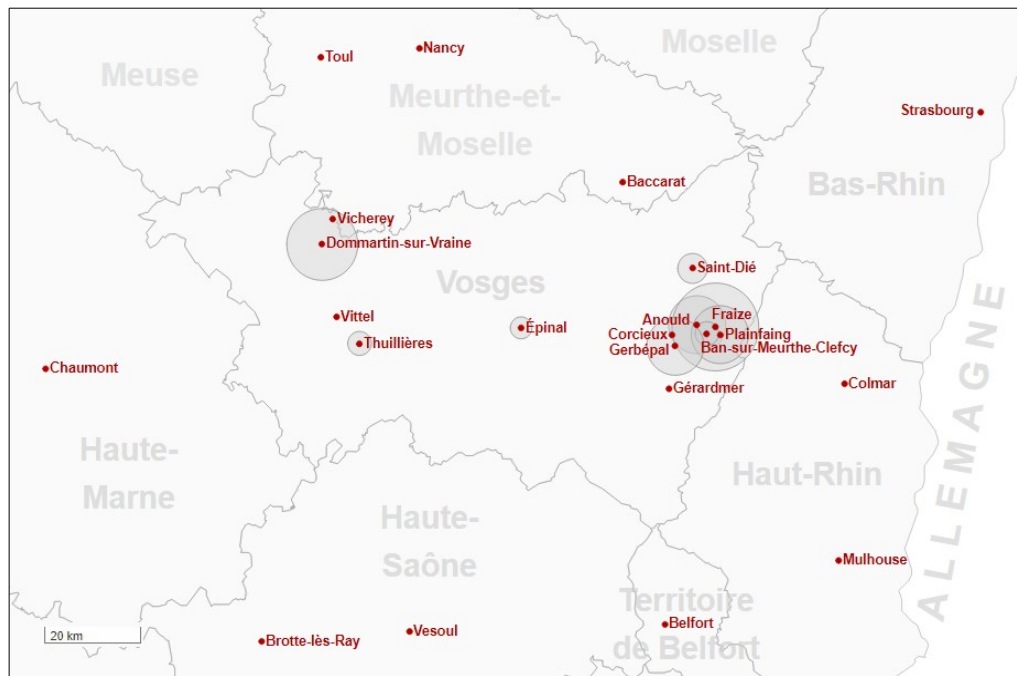 Moselle
Nancy
Toul
Meuse
Meurthe-et-
Moselle
Strasbourg
Baccarat
Bas-Rhin
Vicherey
Dommartin-sur-Vraine
Saint-Dié
Vosges
Vittel
Épinal
Anould
Fraize
Corcieux
Plainfaing
Thuillières
Gerbépal
Ban-sur-Meurthe-Clefcy
Chaumont
Gérardmer
Colmar
ALLEMAGNE
Haute-
Marne
Haut-Rhin
Haute-
Saône
Mulhouse
Territoire
de Belfort
Belfort
20 km
Brotte-lès-Ray
Vesoul